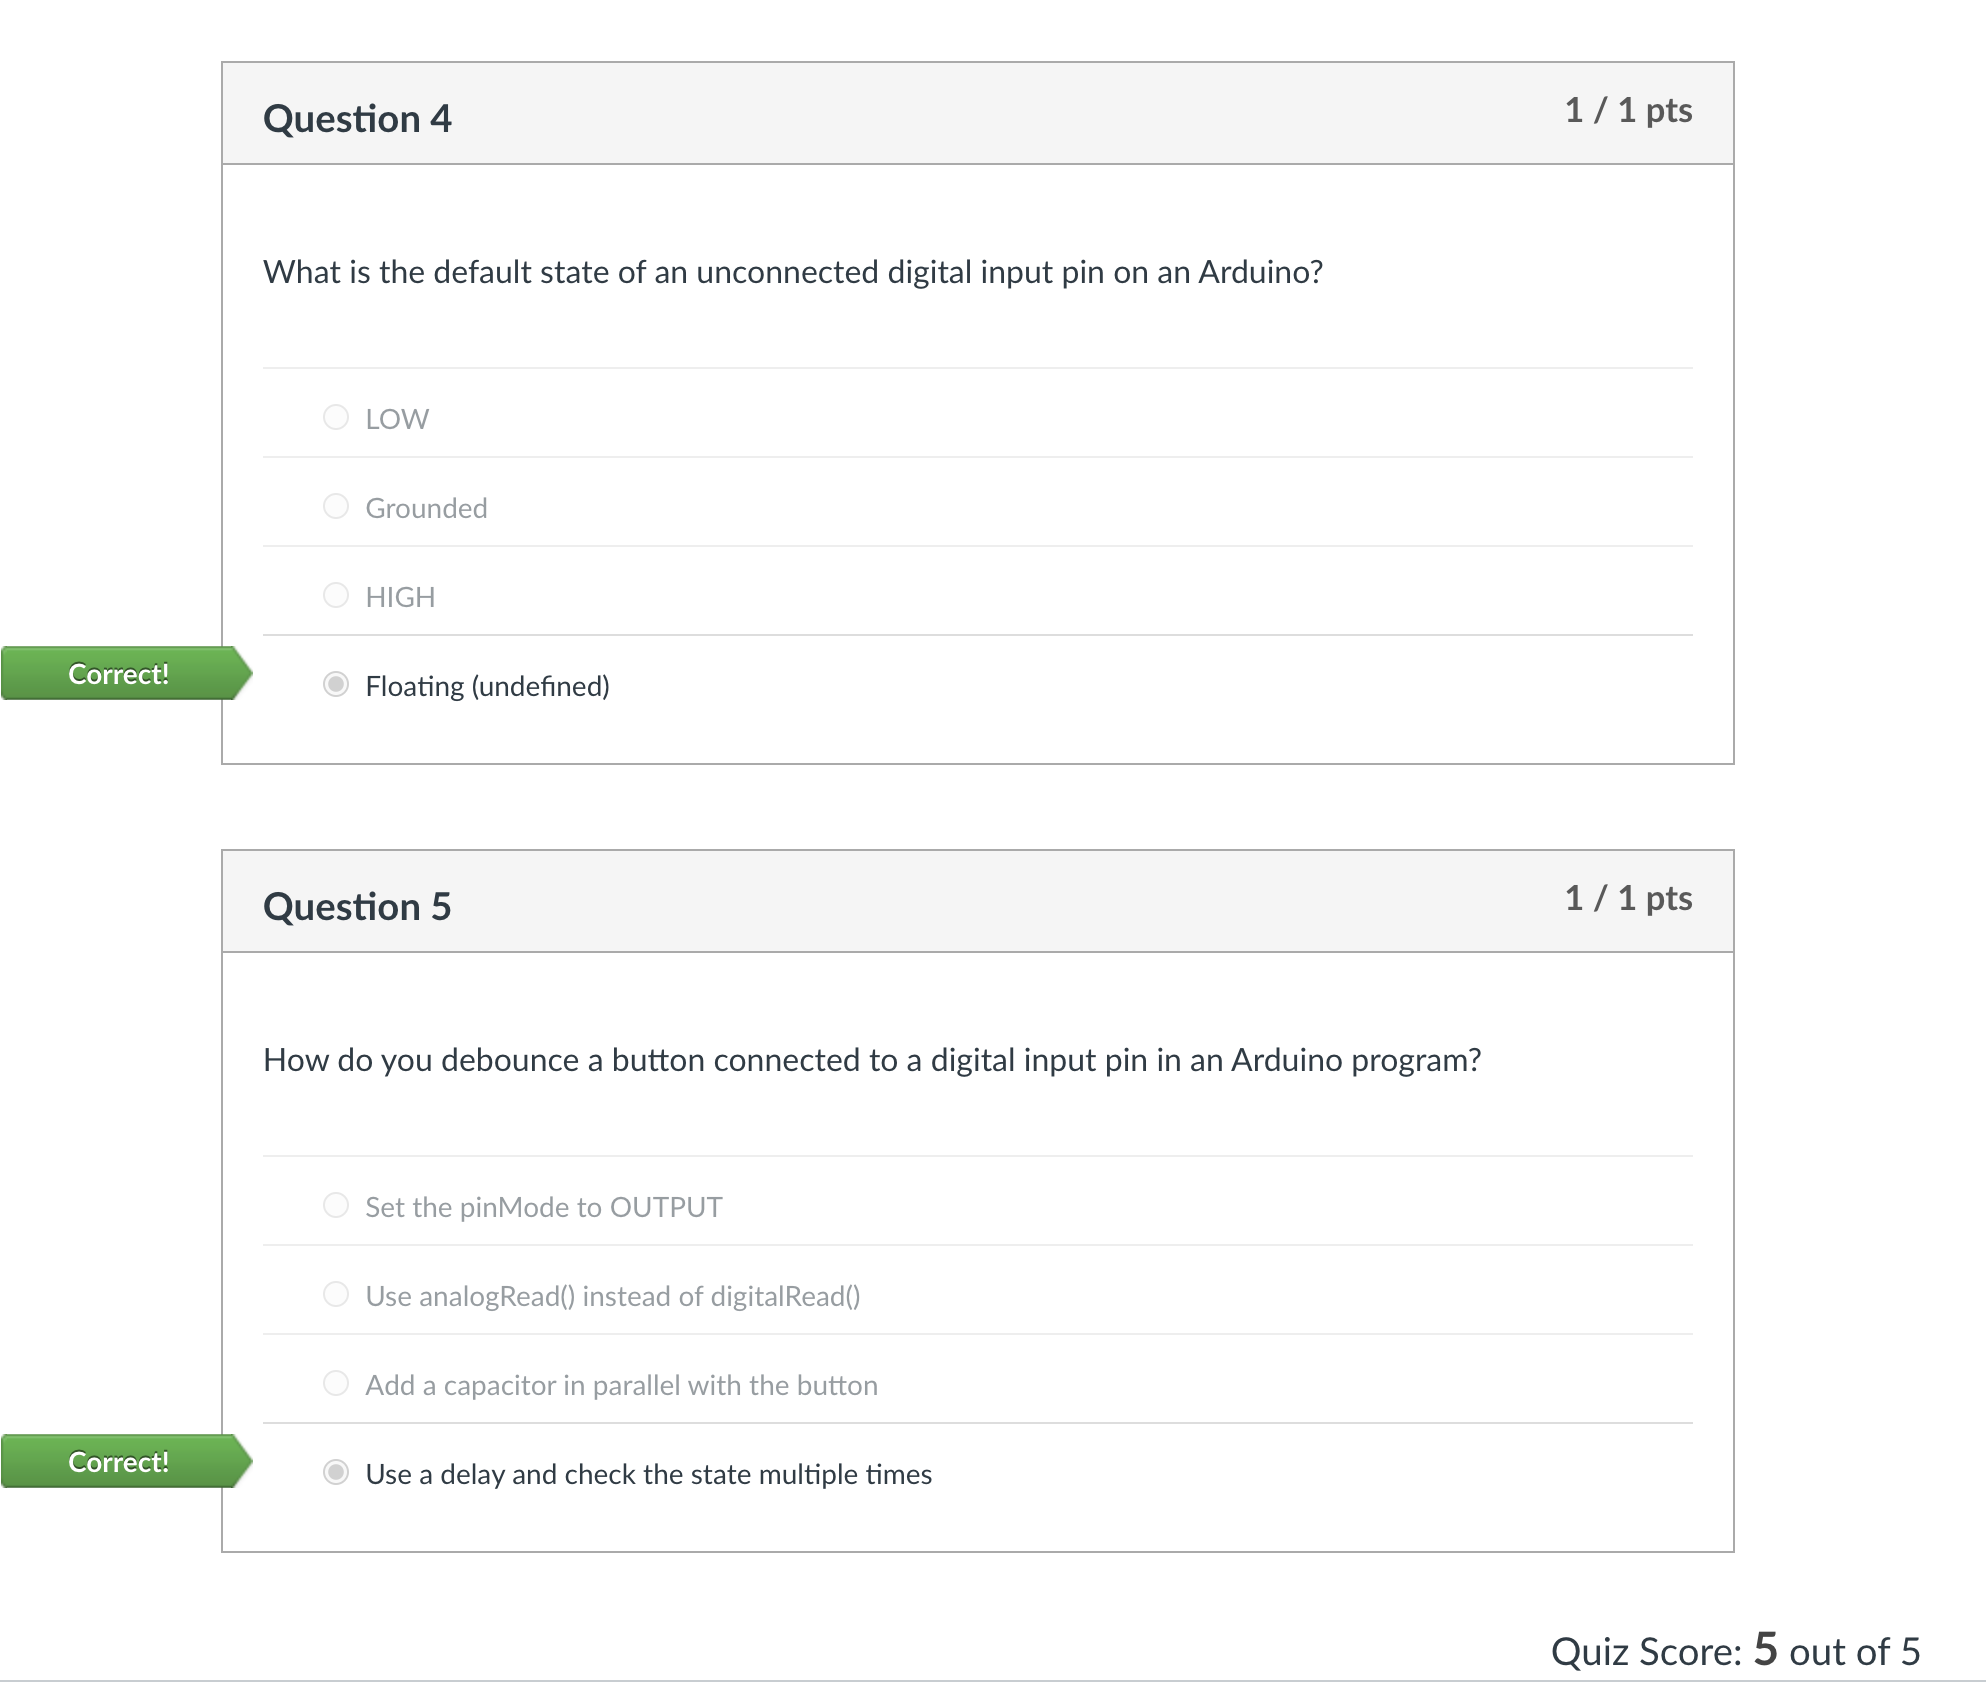 Question 4
1 / 1 pts
What is the default state of an unconnected digital input pin on an Arduino?
LOW
Grounded
HIGH
Correct!
Floating (undefined)
Question 5
1 / 1 pts
How do you debounce a button connected to a digital input pin in an Arduino program?
Set the pinMode to OUTPUT
Use analogRead() instead of digitalRead()
Add a capacitor in parallel with the button
Correct!
Use a delay and check the state multiple times
Quiz Score: 5 out of 5